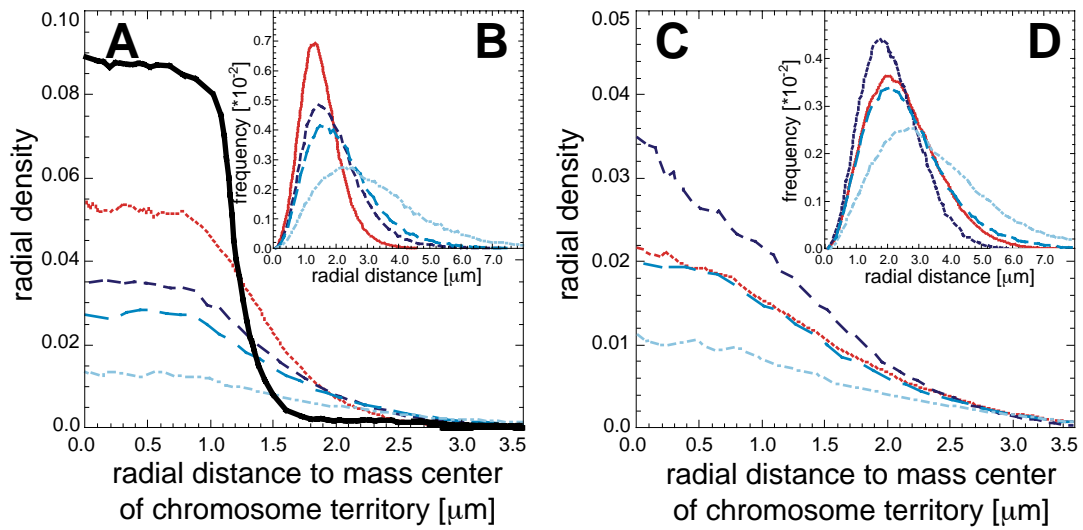 A
B
radial density
0.10
0.08
0.06
0.04
0.02
0.0
0.0 0.5 1.0 1.5 2.0 2.5 3.0 3.5
radial distance to mass center
of chromosome territory [μm]
frequency [*10⁻²]
0.7
0.5
0.4
0.3
0.1
0.0
0.0 1.0 2.0 3.0 4.0 5.0 6.0 7.0
radial distance [μm]
C
D
radial density
0.05
0.04
0.03
0.02
0.01
0.0
0.0 0.5 1.0 1.5 2.0 2.5 3.0 3.5
radial distance to mass center
of chromosome territory [μm]
frequency [*10⁻²]
0.4
0.3
0.2
0.1
0.0
0.0 1.0 2.0 3.0 4.0 5.0 6.0 7.0
radial distance [μm]